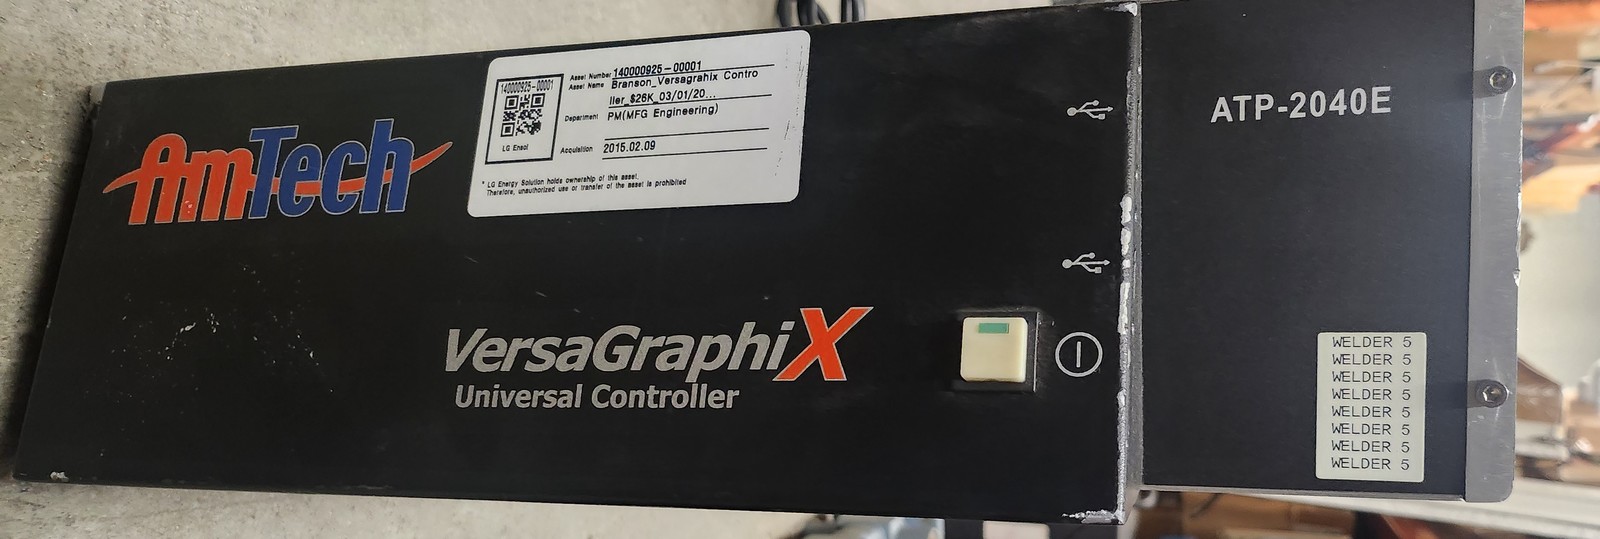 AmTech
140000925-00001
LG Ensol
Asset Number 140000925-00001
Asset Name Branson_Versagrahix Contro
ller_$26K_03/01/20...
Department PM(MFG Engineering)
Acquisition 2015.02.09
* LG Energy Solution holds ownership of this asset.
Therefore, unauthorized use or transfer of the asset is prohibited
VersaGraphiX
Universal Controller
ATP-2040E
WELDER 5
WELDER 5
WELDER 5
WELDER 5
WELDER 5
WELDER 5
WELDER 5
WELDER 5